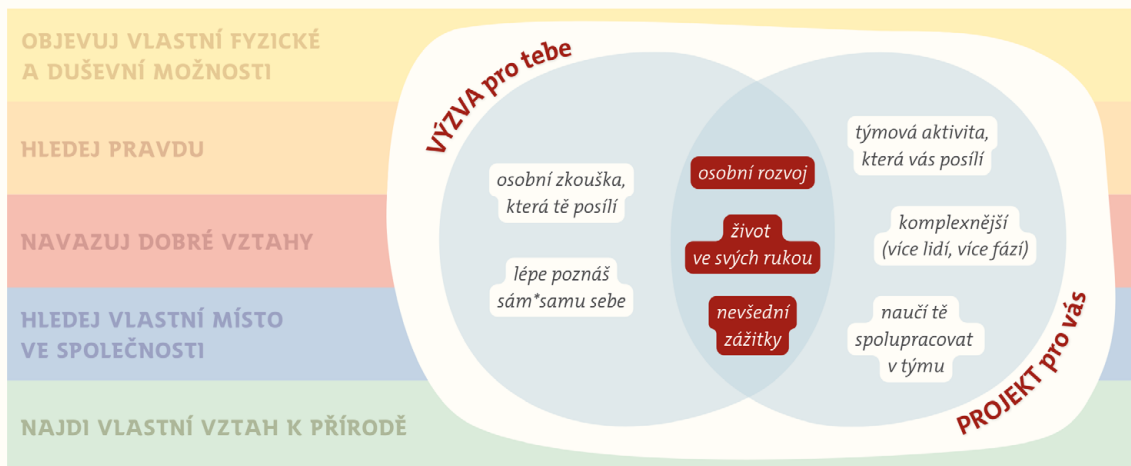 OBJEVUJ VLASTNÍ FYZICKÉ
A DUŠEVNÍ MOŽNOSTI
HLEDEJ PRAVDU
NAVAZUJ DOBRÉ VZTAHY
HLEDEJ VLASTNÍ MÍSTO
VE SPOLEČNOSTI
NAJDI VLASTNÍ VZTAH K PŘÍRODĚ
VÝZVA pro tebe
osobní zkouška,
která tě posílí
lépe poznáš
sám*samu sebe
osobní rozvoj
život
ve svých rukou
nevšední
zážitky
týmová aktivita,
která vás posílí
komplexnější
(více lidí, více fází)
naučí tě
spolupracovat
v týmu
PROJEKT pro vás